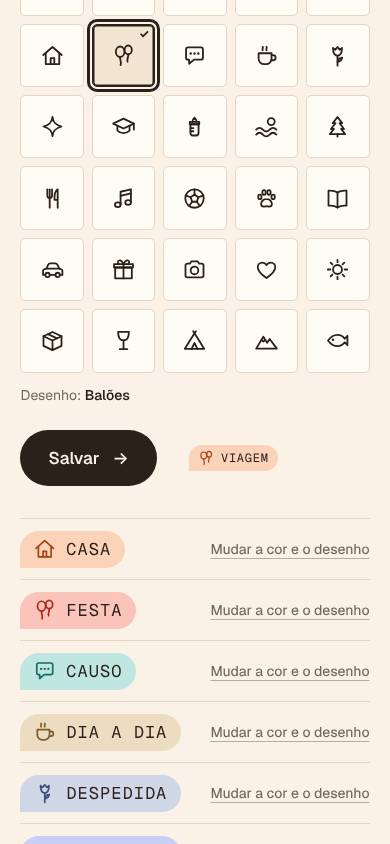 Desenho: Balões
Salvar →
VIAGEM
CASA
Mudar a cor e o desenho
FESTA
Mudar a cor e o desenho
CAUSO
Mudar a cor e o desenho
DIA A DIA
Mudar a cor e o desenho
DESPEDIDA
Mudar a cor e o desenho